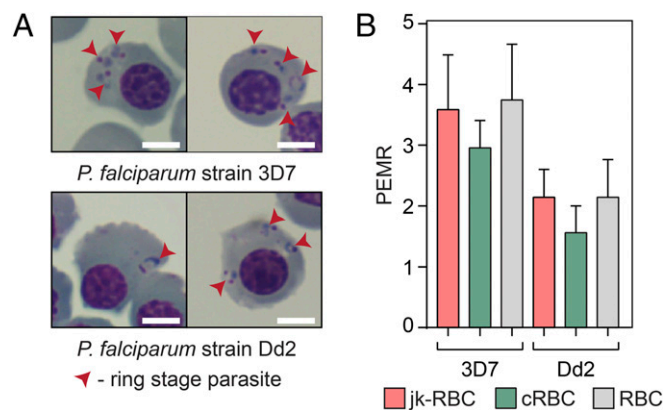 A
P. falciparum strain 3D7
P. falciparum strain Dd2
- ring stage parasite
B
PEMR
5
4
3
2
1
0
3D7 Dd2
jk-RBC cRBC RBC